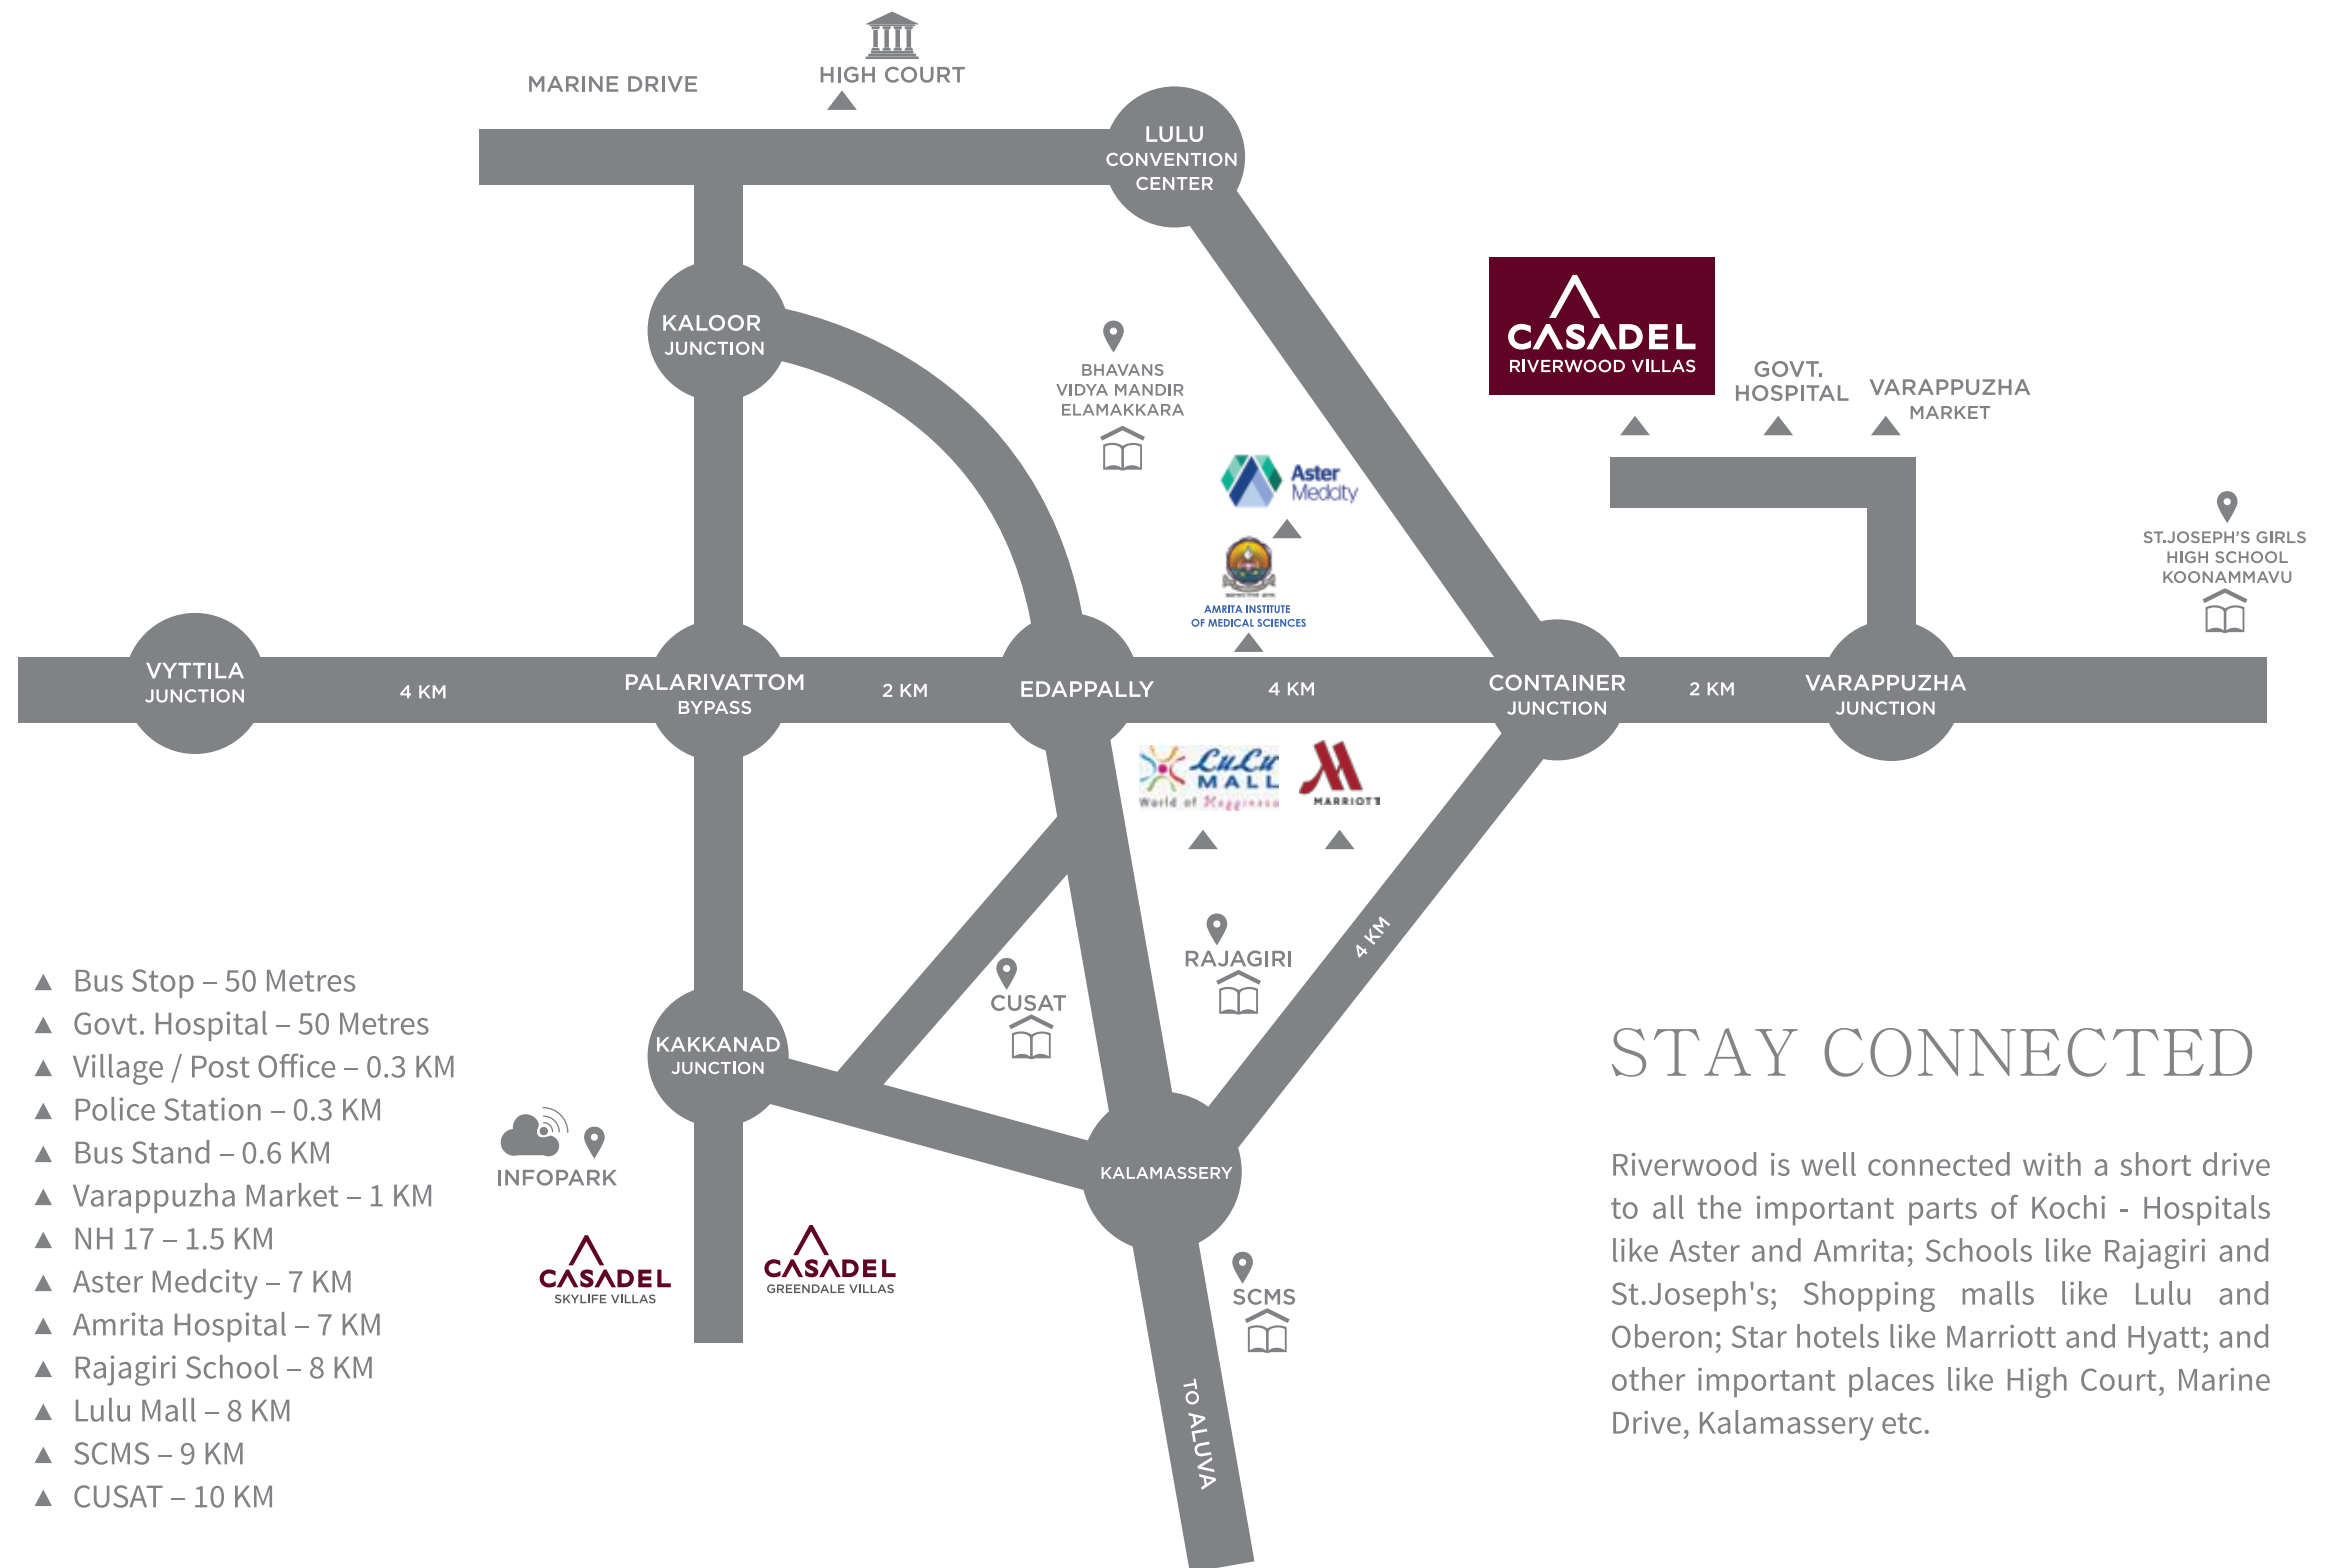 MARINE DRIVE
HIGH COURT
LULU
CONVENTION
CENTER
KALOOR
JUNCTION
BHAVANS
VIDYA MANDIR
ELAMAKKARA
CASADEL
RIVERWOOD VILLAS
GOVT.
HOSPITAL
VARAPPUZHA
MARKET
Aster
Medcity
ST.JOSEPH'S GIRLS
HIGH SCHOOL
KOONAMMAVU
AMRITA INSTITUTE
OF MEDICAL SCIENCES
VYTTILA
JUNCTION
4 KM
PALARIVATTOM
BYPASS
2 KM
EDAPPALLY
4 KM
CONTAINER
JUNCTION
2 KM
VARAPPUZHA
JUNCTION
LuLu
MALL
World of Happiness
MARRIOTT
4 KM
RAJAGIRI
CUSAT
KAKKANAD
JUNCTION
INFOPARK
KALAMASSERY
CASADEL
SKYLIFE VILLAS
CASADEL
GREENDALE VILLAS
SCMS
TO ALUVA
▲ Bus Stop – 50 Metres
▲ Govt. Hospital – 50 Metres
▲ Village / Post Office – 0.3 KM
▲ Police Station – 0.3 KM
▲ Bus Stand – 0.6 KM
▲ Varappuzha Market – 1 KM
▲ NH 17 – 1.5 KM
▲ Aster Medcity – 7 KM
▲ Amrita Hospital – 7 KM
▲ Rajagiri School – 8 KM
▲ Lulu Mall – 8 KM
▲ SCMS – 9 KM
▲ CUSAT – 10 KM
STAY CONNECTED
Riverwood is well connected with a short drive
to all the important parts of Kochi - Hospitals
like Aster and Amrita; Schools like Rajagiri and
St.Joseph's; Shopping malls like Lulu and
Oberon; Star hotels like Marriott and Hyatt; and
other important places like High Court, Marine
Drive, Kalamassery etc.